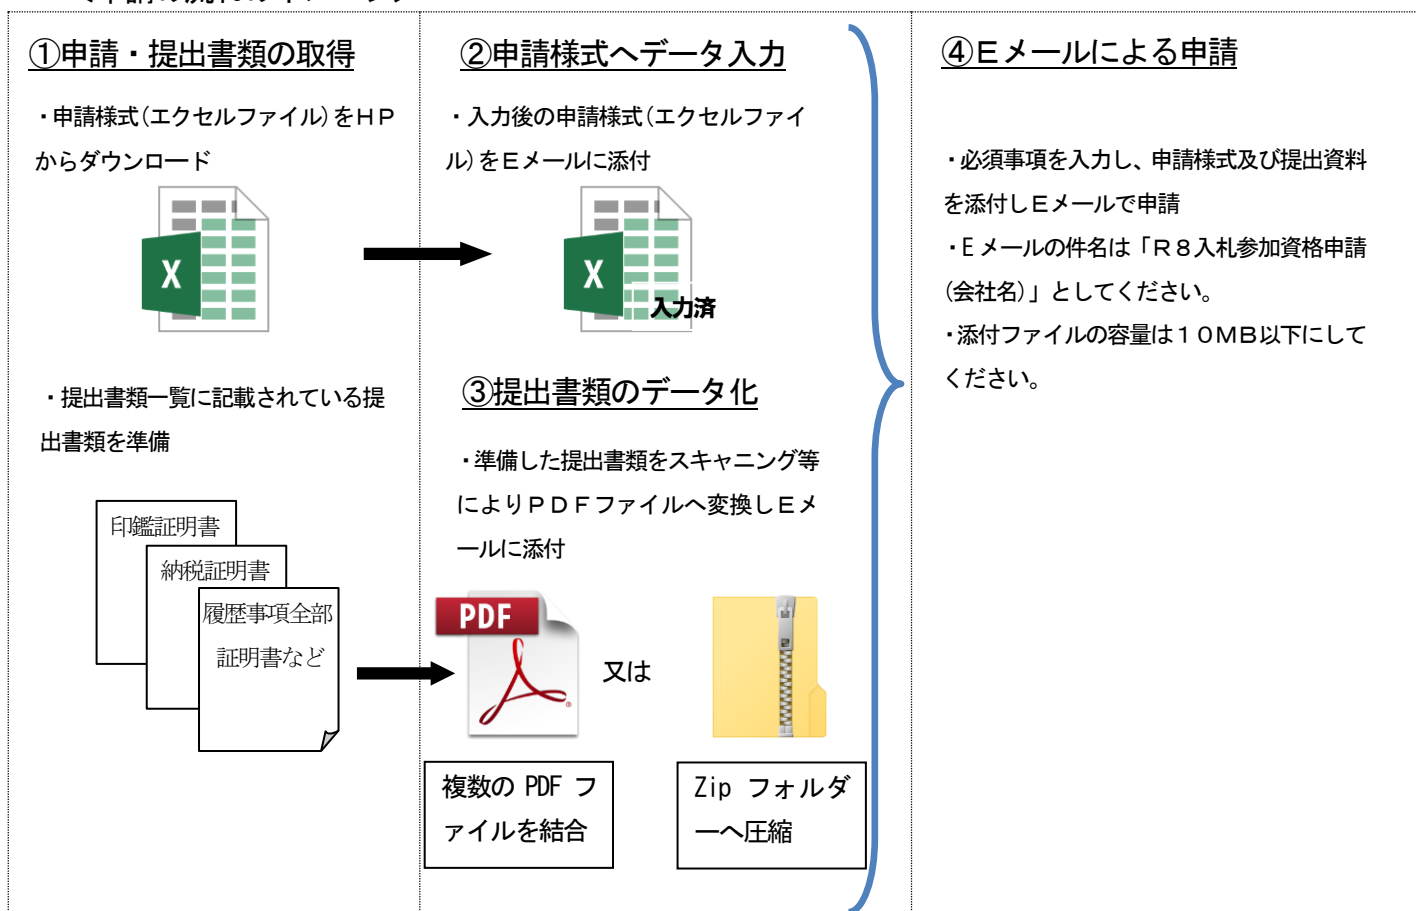 ①申請・提出書類の取得
・申請様式(エクセルファイル)をHP
からダウンロード
X
・提出書類一覧に記載されている提
出書類を準備
印鑑証明書
納税証明書
履歴事項全部
証明書など
②申請様式へデータ入力
・入力後の申請様式(エクセルファイ
ル)をEメールに添付
X
入力済
③提出書類のデータ化
・準備した提出書類をスキャニング等
によりPDFファイルへ変換しEメ
ールに添付
PDF
又は
複数の PDF フ
ァイルを結合
Zip フォルダ
ーへ圧縮
④Eメールによる申請
・必須事項を入力し、申請様式及び提出資料
を添付しEメールで申請
・Eメールの件名は「R8入札参加資格申請
(会社名)」としてください。
・添付ファイルの容量は10MB以下にして
ください。